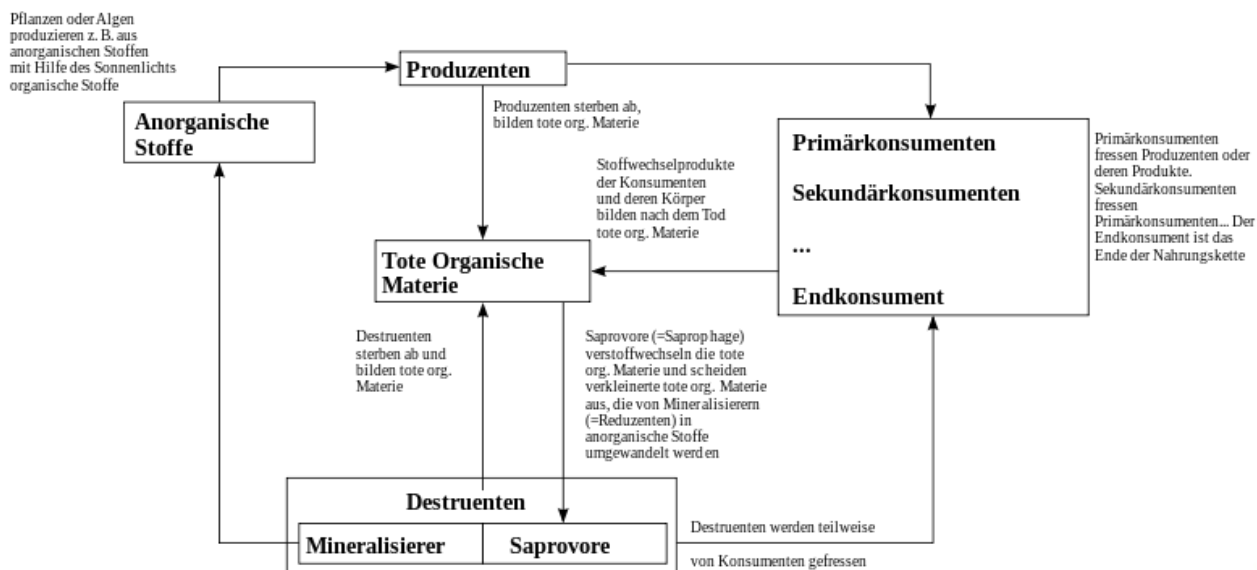 Pflanzen oder Algen
produzieren z. B. aus
anorganischen Stoffen
mit Hilfe des Sonnenlichts
organische Stoffe
Produzenten
Anorganische
Stoffe
Produzenten sterben ab,
bilden tote org. Materie
Primärkonsumenten
Sekundärkonsumenten
...
Endkonsument
Primärkonsumenten
fressen Produzenten oder
deren Produkte.
Sekundärkonsumenten
fressen
Primärkonsumenten... Der
Endkonsument ist das
Ende der Nahrungskette
Stoffwechselprodukte
der Konsumenten
und deren Körper
bilden nach dem Tod
tote org. Materie
Tote Organische
Materie
Destruenten
sterben ab und
bilden tote org.
Materie
Saprovore (=Saprophage)
verstoffwechseln die tote
org. Materie und scheiden
verkleinerte tote org. Materie
aus, die von Mineralisierern
(=Reduzenten) in
anorganische Stoffe
umgewandelt werden
Destruenten
Mineralisierer
Saprovore
Destruenten werden teilweise
von Konsumenten gefressen